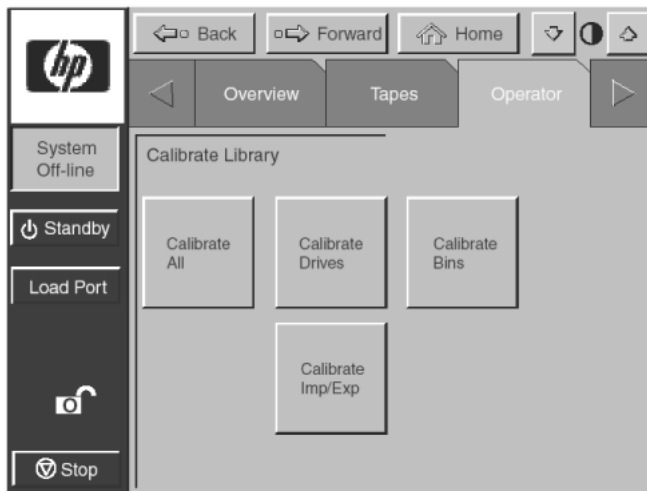 hp
Back
Forward
Home
Overview
Tapes
Operator
System
Off-line
Calibrate Library
Standby
Load Port
Calibrate
All
Calibrate
Drives
Calibrate
Bins
Calibrate
Imp/Exp
Stop